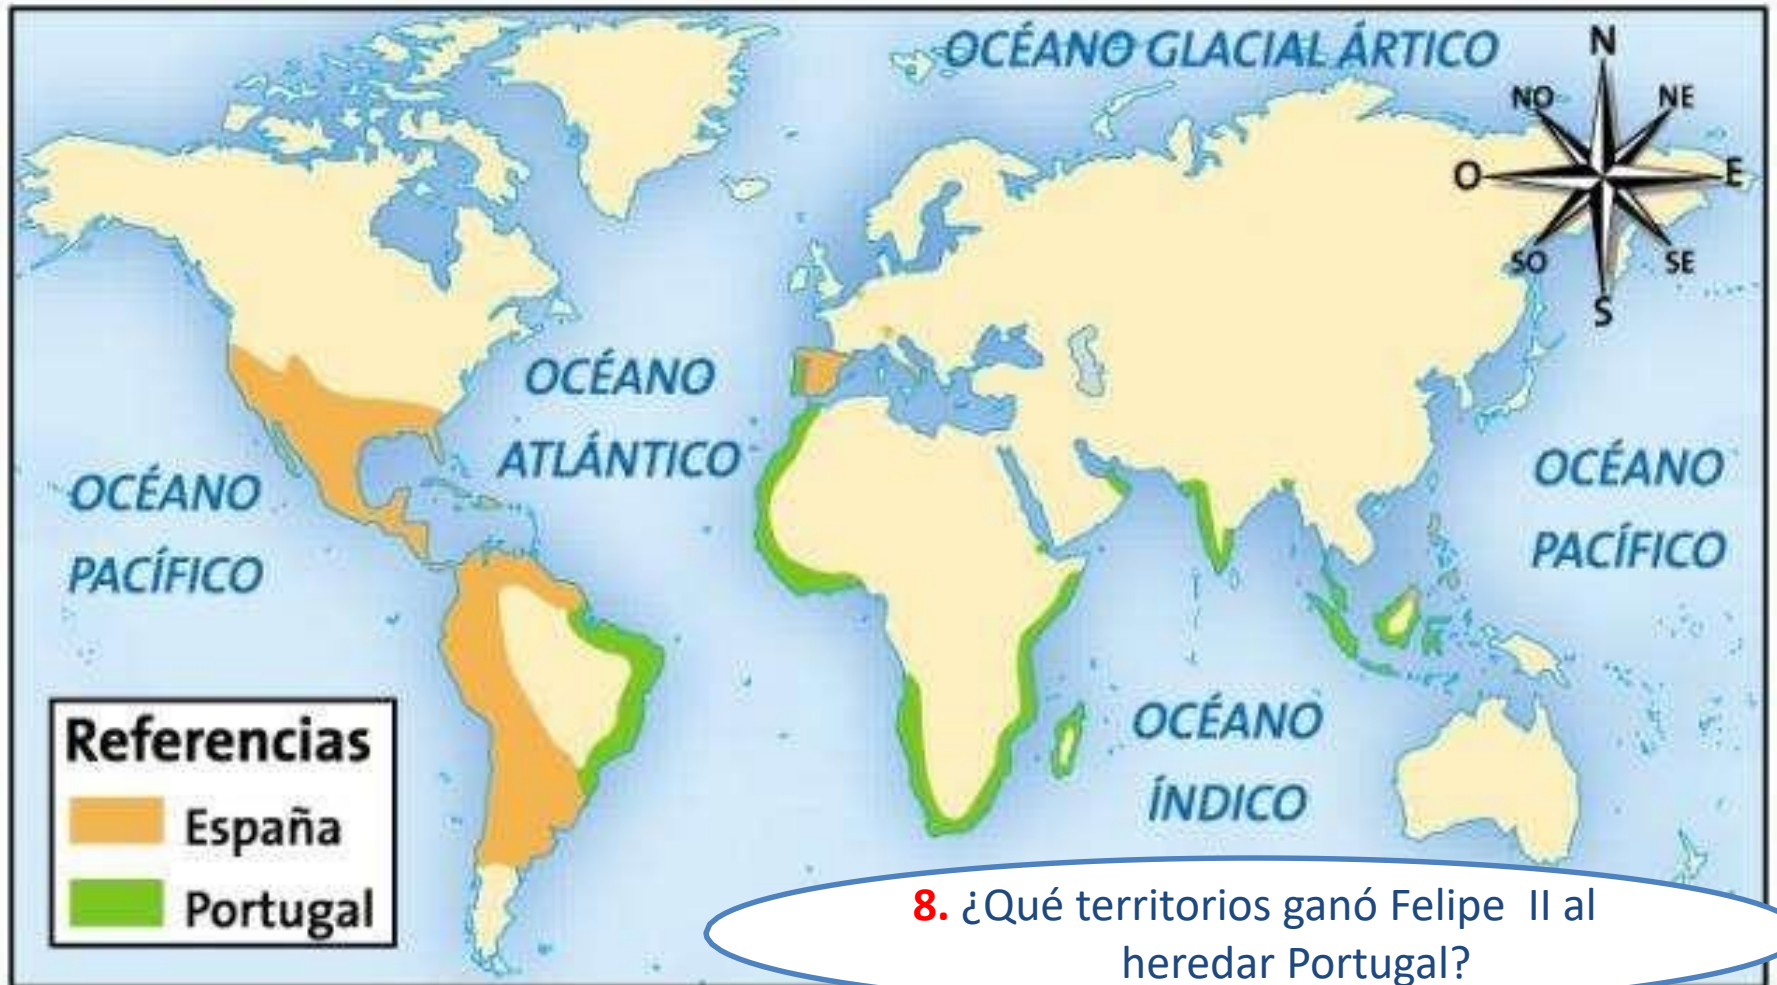 OCÉANO GLACIAL ÁRTICO
N
NO
NE
O
E
SO
SE
S
OCÉANO
ATLÁNTICO
OCÉANO
PACÍFICO
OCÉANO
PACÍFICO
OCÉANO
ÍNDICO
Referencias
España
Portugal
8. ¿Qué territorios ganó Felipe II al
heredar Portugal?